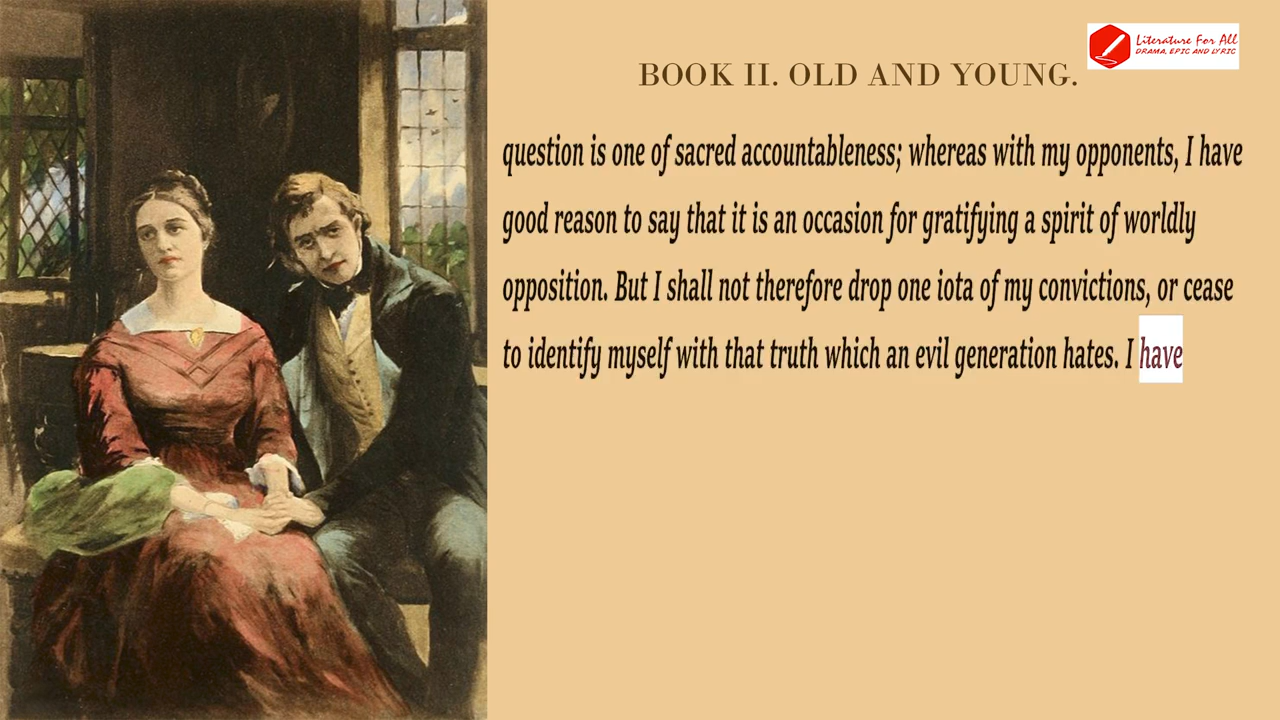 Literature For All
DRAMA, EPIC AND LYRIC
BOOK II. OLD AND YOUNG.
question is one of sacred accountableness; whereas with my opponents, I have
good reason to say that it is an occasion for gratifying a spirit of worldly
opposition. But I shall not therefore drop one iota of my convictions, or cease
to identify myself with that truth which an evil generation hates. I have